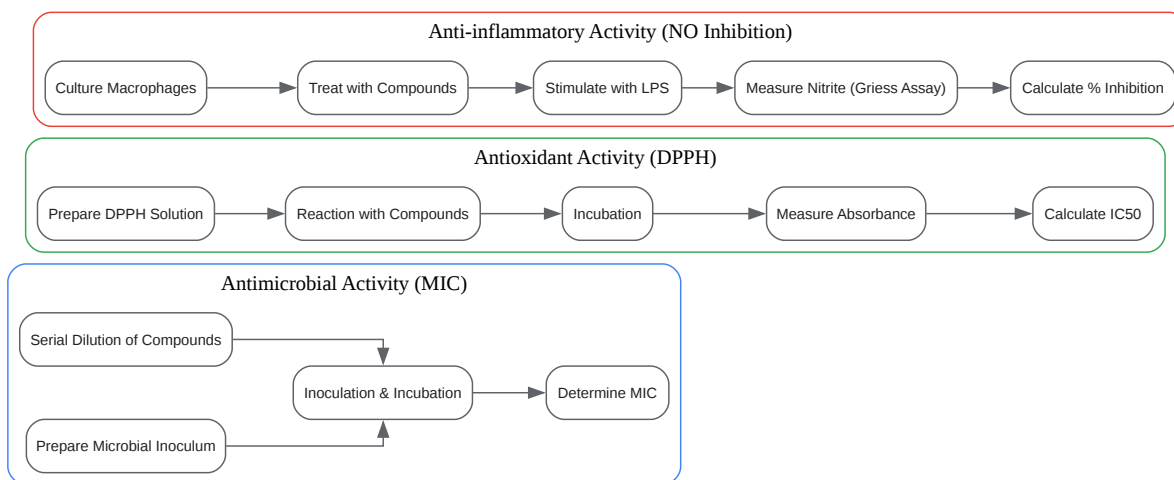 Anti-inflammatory Activity (NO Inhibition)
Culture Macrophages
Treat with Compounds
Stimulate with LPS
Measure Nitrite (Griess Assay)
Calculate % Inhibition
Antioxidant Activity (DPPH)
Prepare DPPH Solution
Reaction with Compounds
Incubation
Measure Absorbance
Calculate IC50
Antimicrobial Activity (MIC)
Serial Dilution of Compounds
Inoculation & Incubation
Determine MIC
Prepare Microbial Inoculum